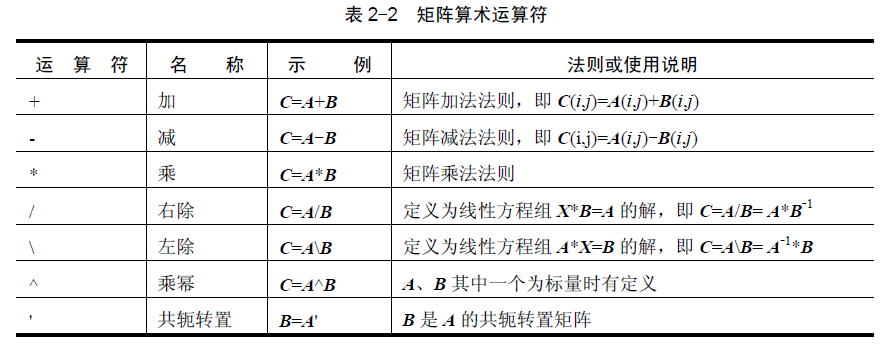 表 2-2 矩阵算术运算符
运 算 符 名 称 示 例 法则或使用说明
+ 加 C=A+B 矩阵加法法则，即 C(i,j)=A(i,j)+B(i,j)
- 减 C=A−B 矩阵减法法则，即 C(i,j)=A(i,j)−B(i,j)
* 乘 C=A*B 矩阵乘法法则
/ 右除 C=A/B 定义为线性方程组 X*B=A 的解，即 C=A/B= A*B⁻¹
\ 左除 C=A\B 定义为线性方程组 A*X=B 的解，即 C=A\B= A⁻¹*B
^ 乘幂 C=A^B A、B 其中一个为标量时有定义
' 共轭转置 B=A' B 是 A 的共轭转置矩阵